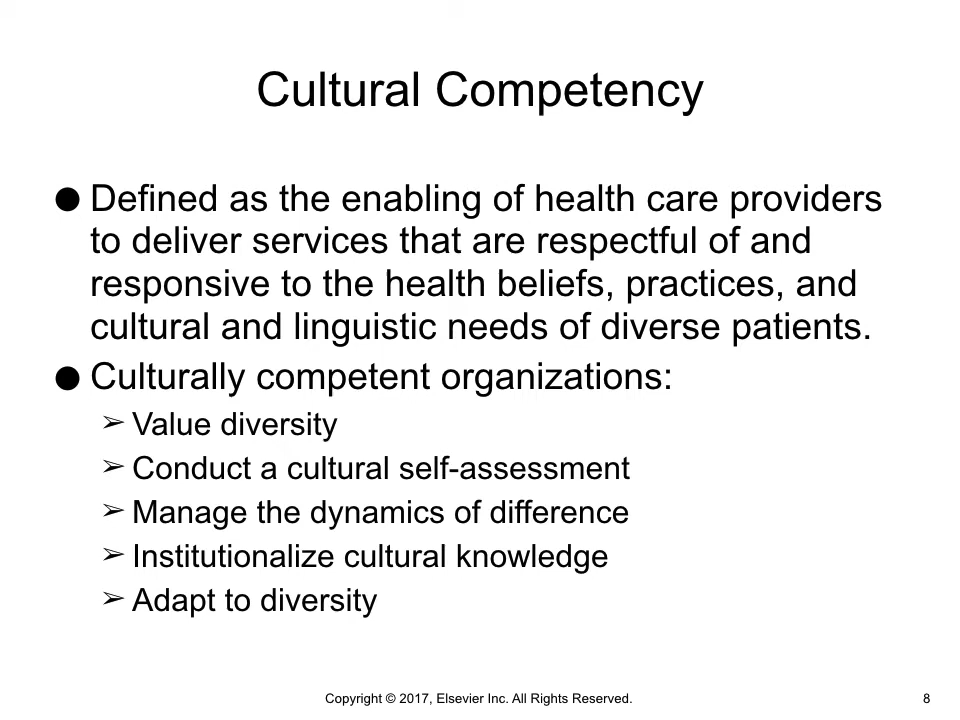 Cultural Competency
● Defined as the enabling of health care providers
to deliver services that are respectful of and
responsive to the health beliefs, practices, and
cultural and linguistic needs of diverse patients.
● Culturally competent organizations:
➢ Value diversity
➢ Conduct a cultural self-assessment
➢ Manage the dynamics of difference
➢ Institutionalize cultural knowledge
➢ Adapt to diversity
Copyright © 2017, Elsevier Inc. All Rights Reserved. 8